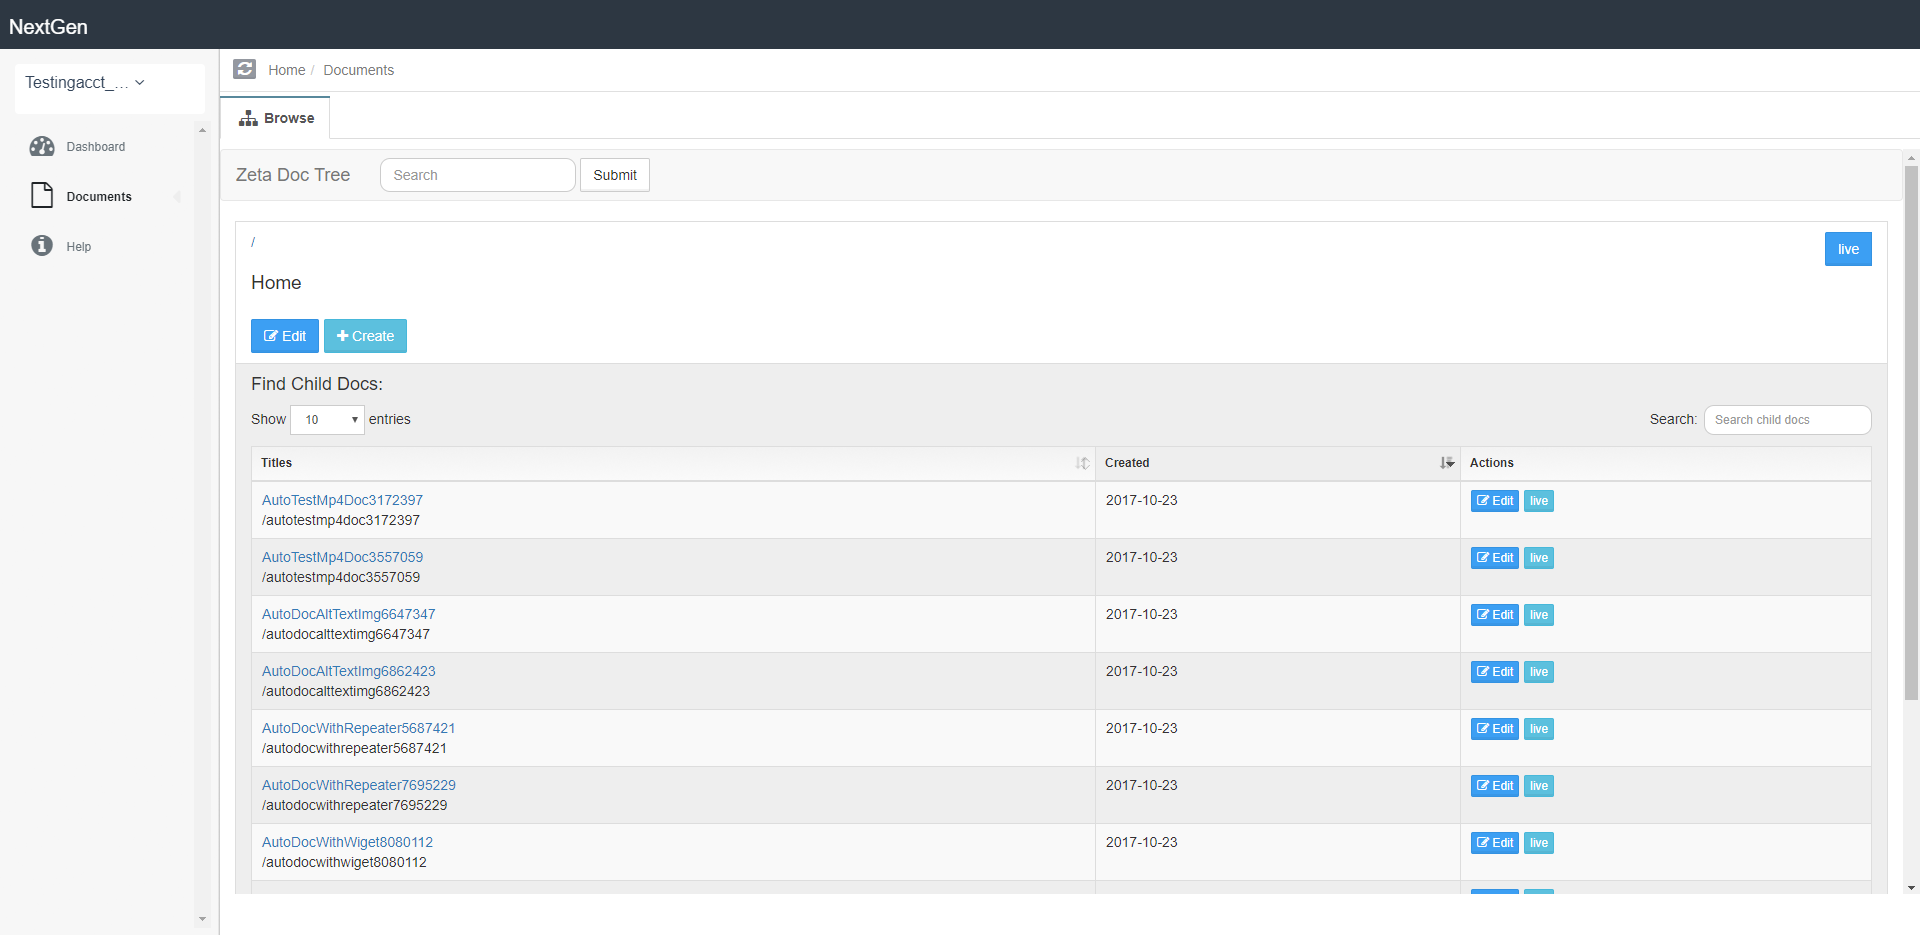 NextGen
Testingacct_...
Home / Documents
Browse
Dashboard
Documents
Help
Zeta Doc Tree
Search
Submit
/
live
Home
Edit
Create
Find Child Docs:
Show 10 entries
Search: Search child docs
Titles Created Actions
AutoTestMp4Doc3172397 2017-10-23 Edit live
/autotestmp4doc3172397
AutoTestMp4Doc3557059 2017-10-23 Edit live
/autotestmp4doc3557059
AutoDocAltTextImg6647347 2017-10-23 Edit live
/autodocalttextimg6647347
AutoDocAltTextImg6862423 2017-10-23 Edit live
/autodocalttextimg6862423
AutoDocWithRepeater5687421 2017-10-23 Edit live
/autodocwithrepeater5687421
AutoDocWithRepeater7695229 2017-10-23 Edit live
/autodocwithrepeater7695229
AutoDocWithWiget8080112 2017-10-23 Edit live
/autodocwithwiget8080112